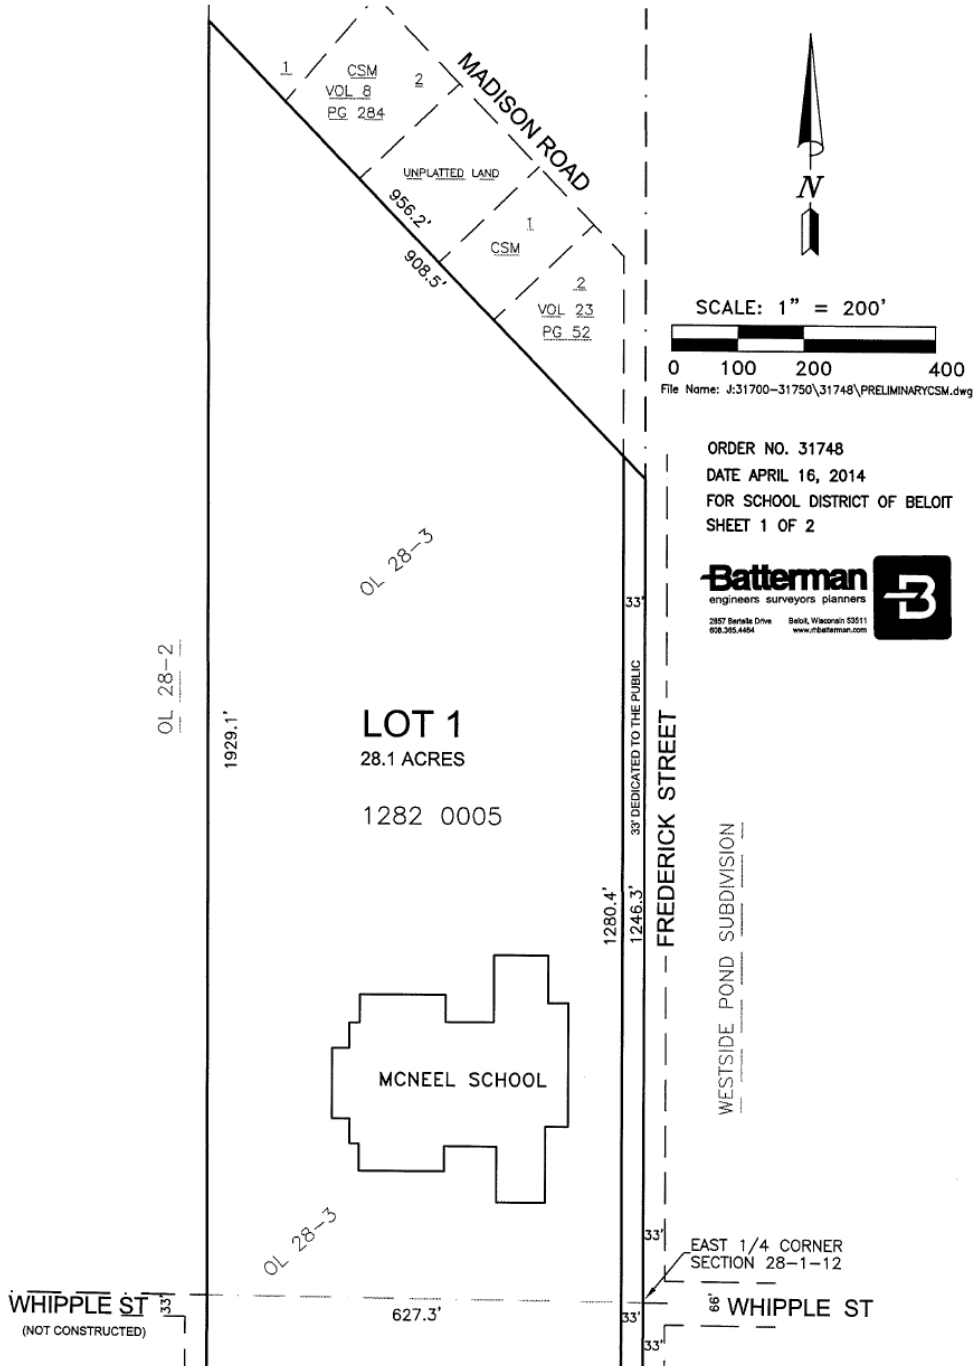 1
CSM
VOL 8
PG 284
2
MADISON ROAD
UNPLATTED LAND
956.2'
908.5'
1
CSM
2
VOL 23
PG 52
N
SCALE: 1" = 200'
0 100 200 400
File Name: J:31700-31750\31748\PRELIMINARYCSM.dwg
ORDER NO. 31748
DATE APRIL 16, 2014
FOR SCHOOL DISTRICT OF BELOIT
SHEET 1 OF 2
Batterman
engineers surveyors planners
2857 Bartells Drive Beloit, Wisconsin 53511
608.365.4464 www.rhbatterman.com
B
OL 28-3
33'
OL 28-2
1929.1'
LOT 1
28.1 ACRES
1282 0005
33' DEDICATED TO THE PUBLIC
FREDERICK STREET
1280.4'
1246.3'
WESTSIDE POND SUBDIVISION
MCNEEL SCHOOL
OL 28-3
33'
EAST 1/4 CORNER
SECTION 28-1-12
WHIPPLE ST
33'
(NOT CONSTRUCTED)
627.3'
33'
66'
WHIPPLE ST
33'